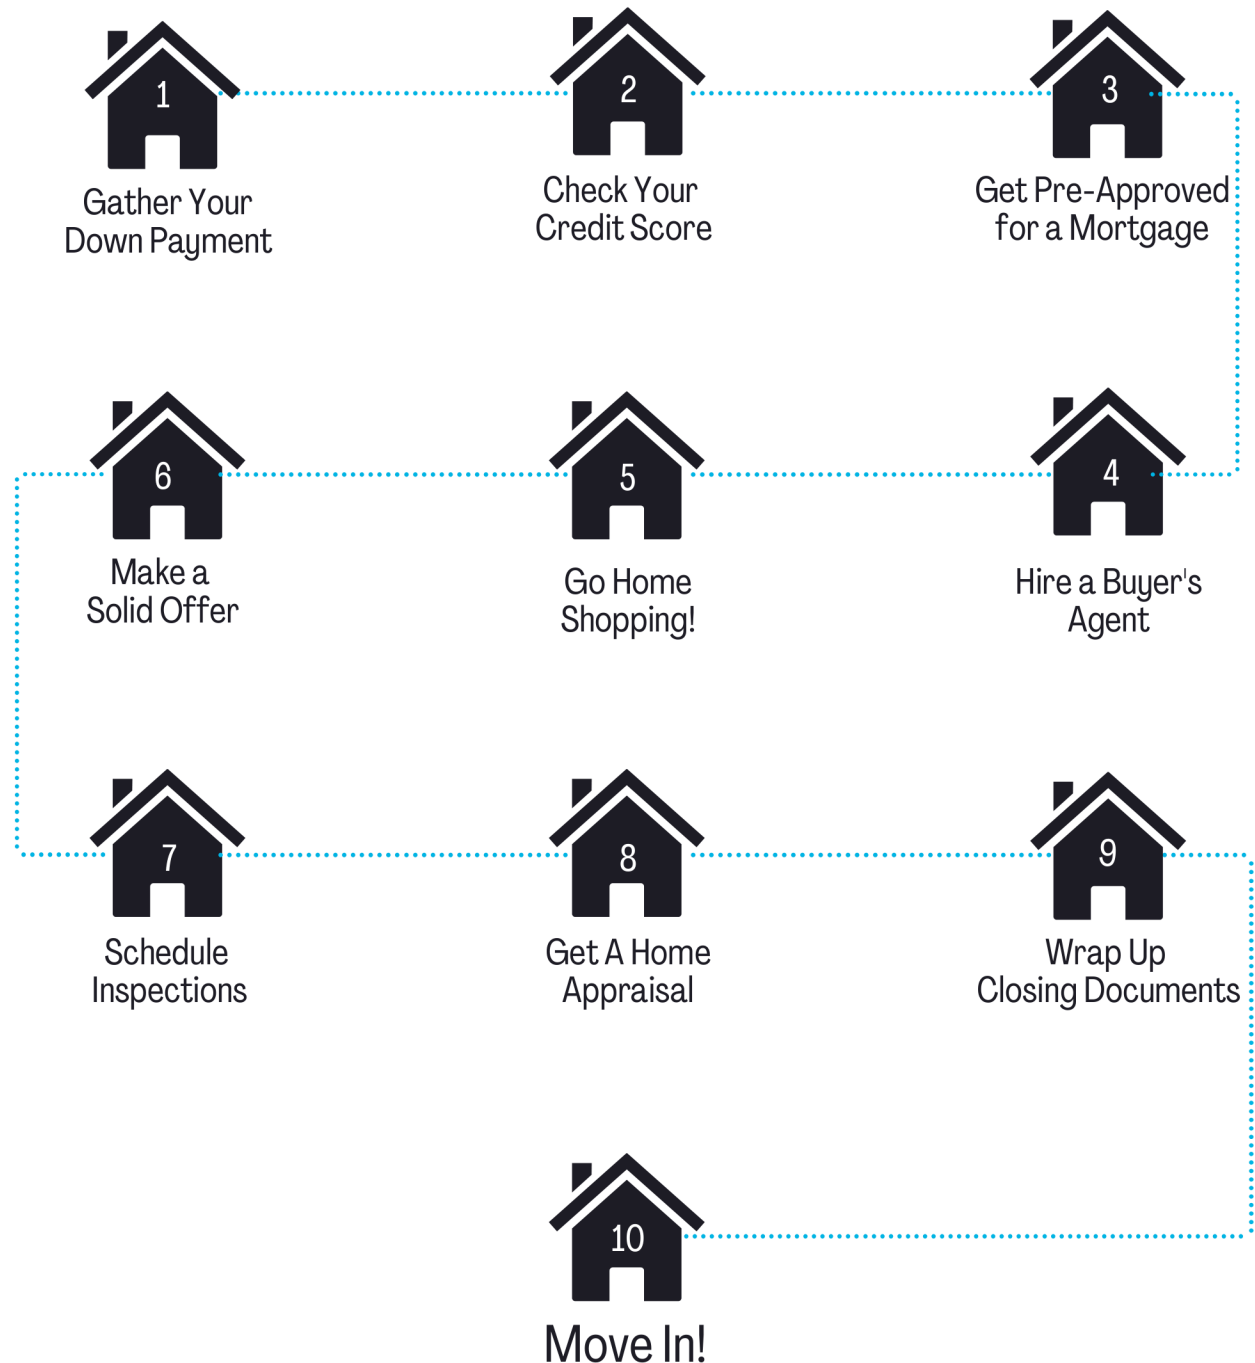 1
Gather Your
Down Payment
2
Check Your
Credit Score
3
Get Pre-Approved
for a Mortgage
4
Hire a Buyer's
Agent
5
Go Home
Shopping!
6
Make a
Solid Offer
7
Schedule
Inspections
8
Get A Home
Appraisal
9
Wrap Up
Closing Documents
10
Move In!